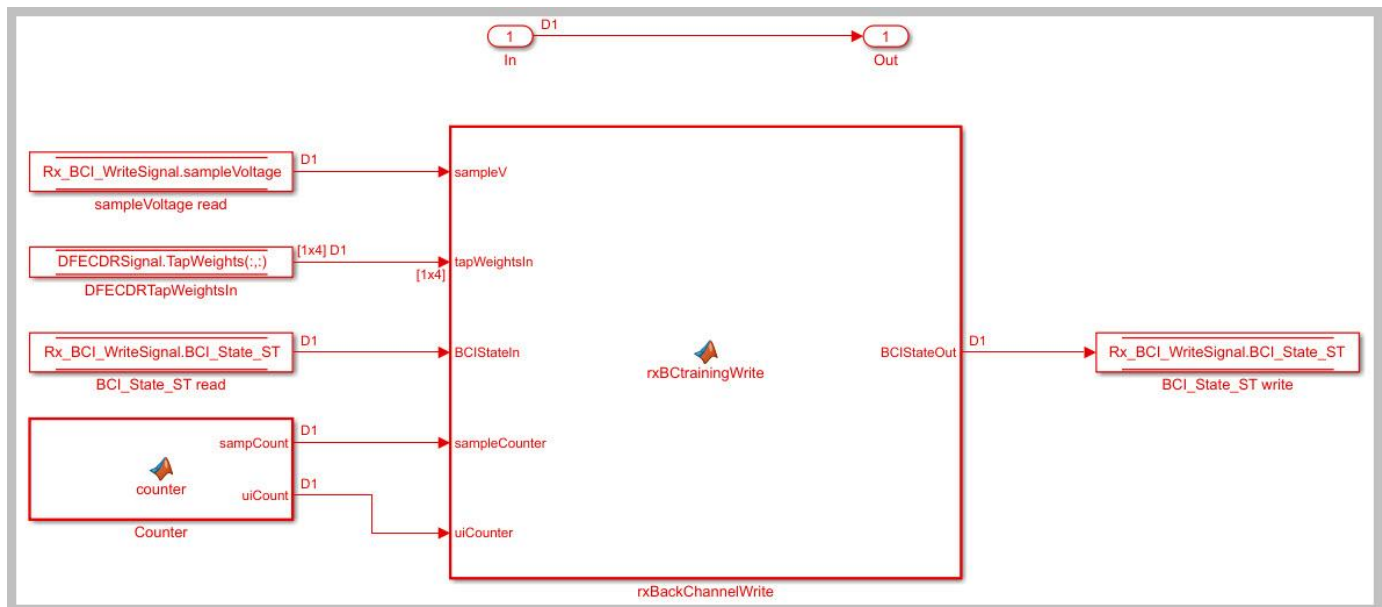 1
D1
1
In
Out
Rx_BCI_WriteSignal.sampleVoltage
D1
sampleV
sampleVoltage read
DFECDRSignal.TapWeights(:,:)
[1x4] D1
[1x4]
tapWeightsIn
DFECDRTapWeightsIn
Rx_BCI_WriteSignal.BCI_State_ST
D1
BCIStateIn
BCI_State_ST read
rxBCtrainingWrite
BCIStateOut
D1
Rx_BCI_WriteSignal.BCI_State_ST
BCI_State_ST write
sampCount
D1
sampleCounter
counter
uiCount
D1
uiCounter
Counter
rxBackChannelWrite